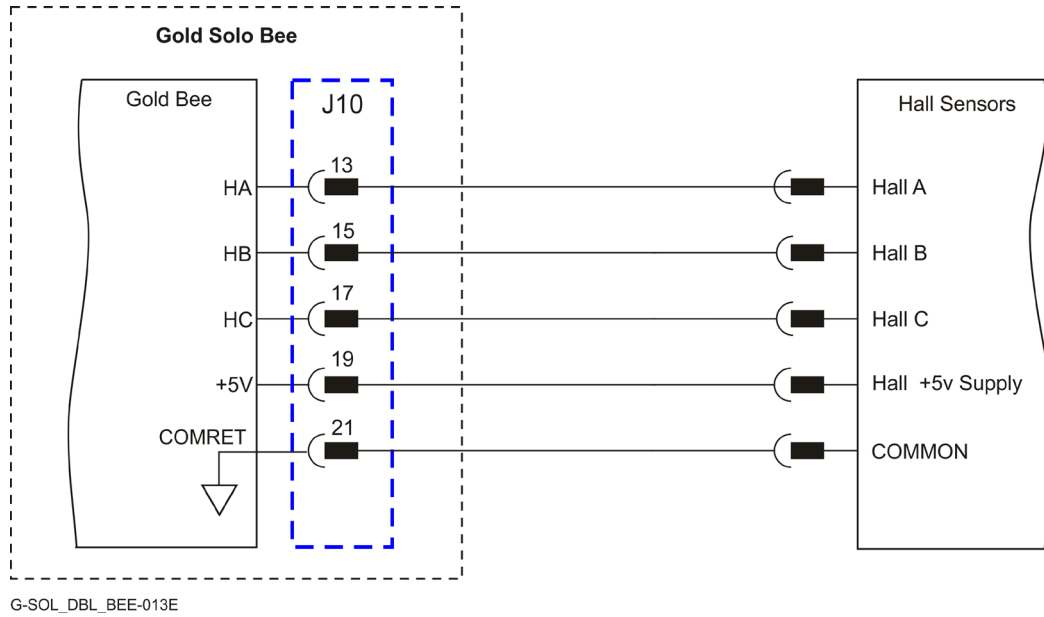 Gold Solo Bee
Gold Bee
J10
Hall Sensors
HA
13
Hall A
HB
15
Hall B
HC
17
Hall C
+5V
19
Hall +5v Supply
COMRET
21
COMMON
G-SOL_DBL_BEE-013E